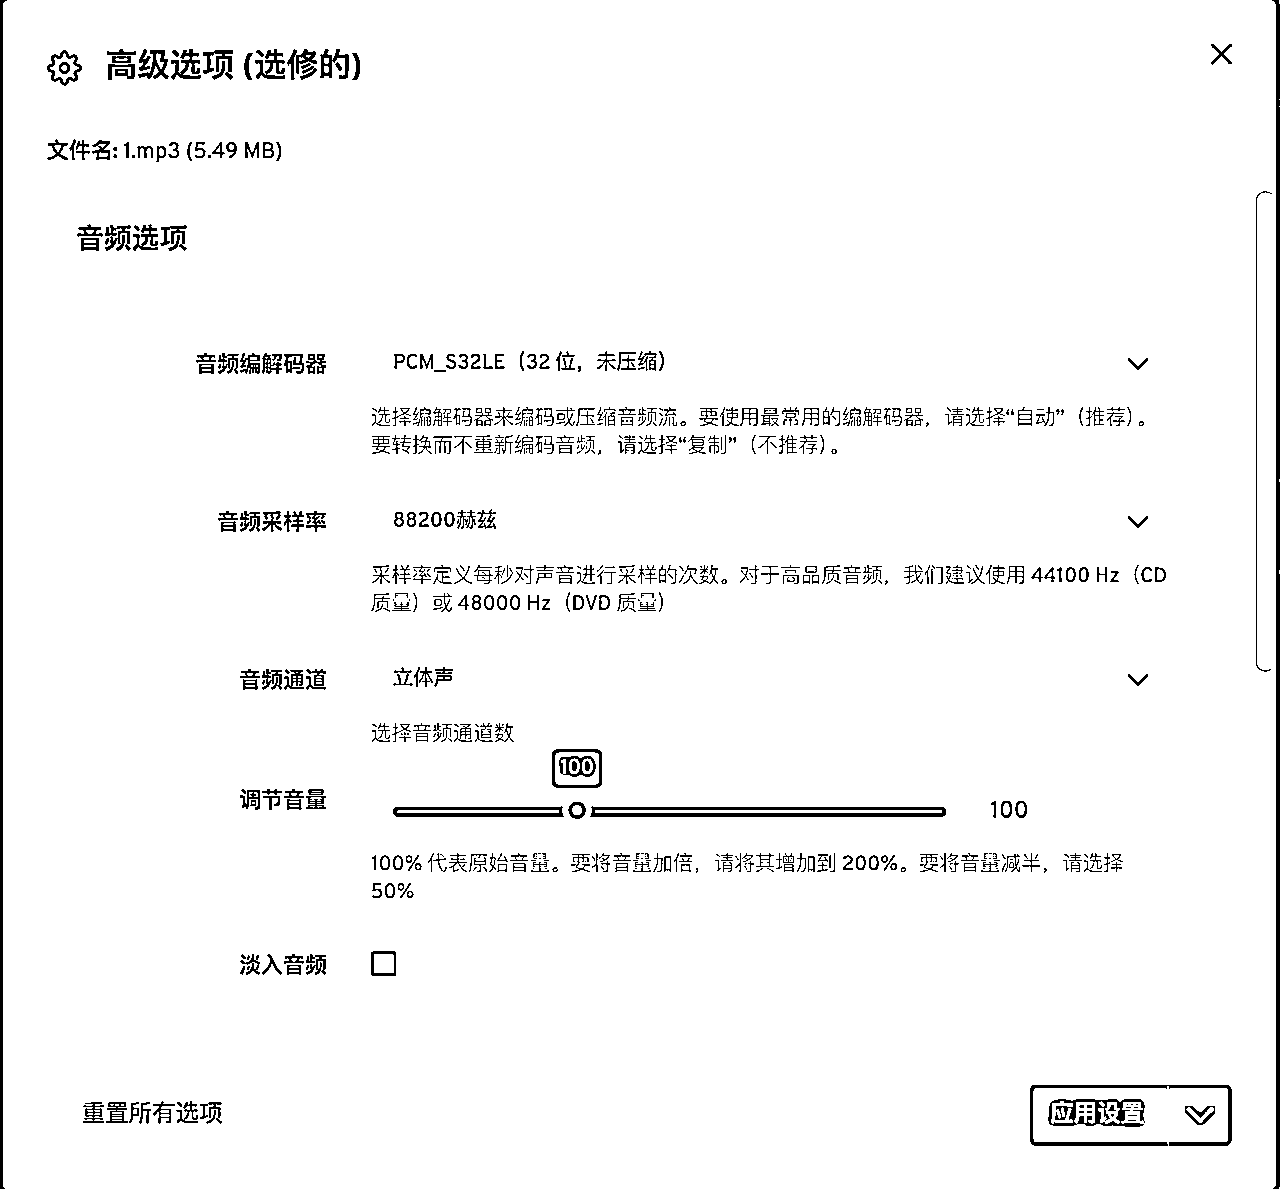 高级选项 (选修的)
文件名: 1.mp3 (5.49 MB)
音频选项
音频编解码器
PCM_S32LE（32 位，未压缩）
选择编解码器来编码或压缩音频流。要使用最常用的编解码器，请选择“自动”（推荐）。
要转换而不重新编码音频，请选择“复制”（不推荐）。
音频采样率
88200赫兹
采样率定义每秒对声音进行采样的次数。对于高品质音频，我们建议使用 44100 Hz（CD
质量）或 48000 Hz（DVD 质量）
音频通道
立体声
选择音频通道数
100
调节音量
100
100% 代表原始音量。要将音量加倍，请将其增加到 200%。要将音量减半，请选择
50%
淡入音频
重置所有选项
应用设置